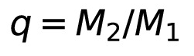 q = M₂/M₁